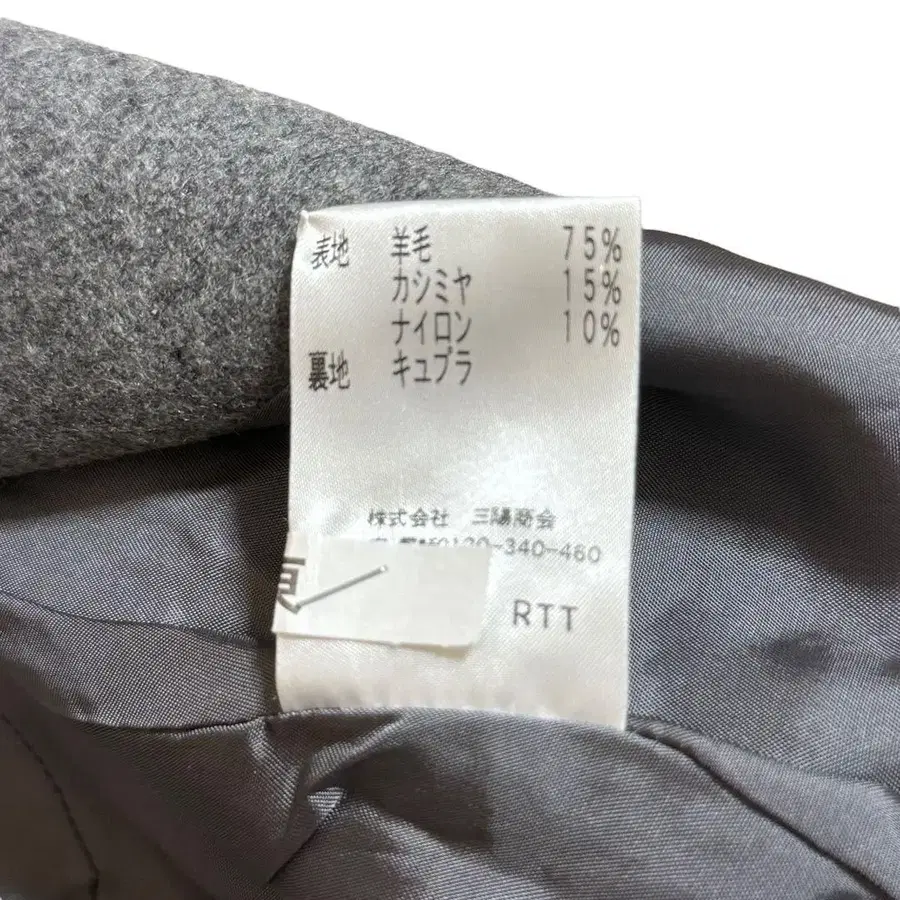 表地 羊毛 75%
カシミヤ 15%
ナイロン 10%
裏地 キュプラ
株式会社 三陽商会
0120-340-460
RTT